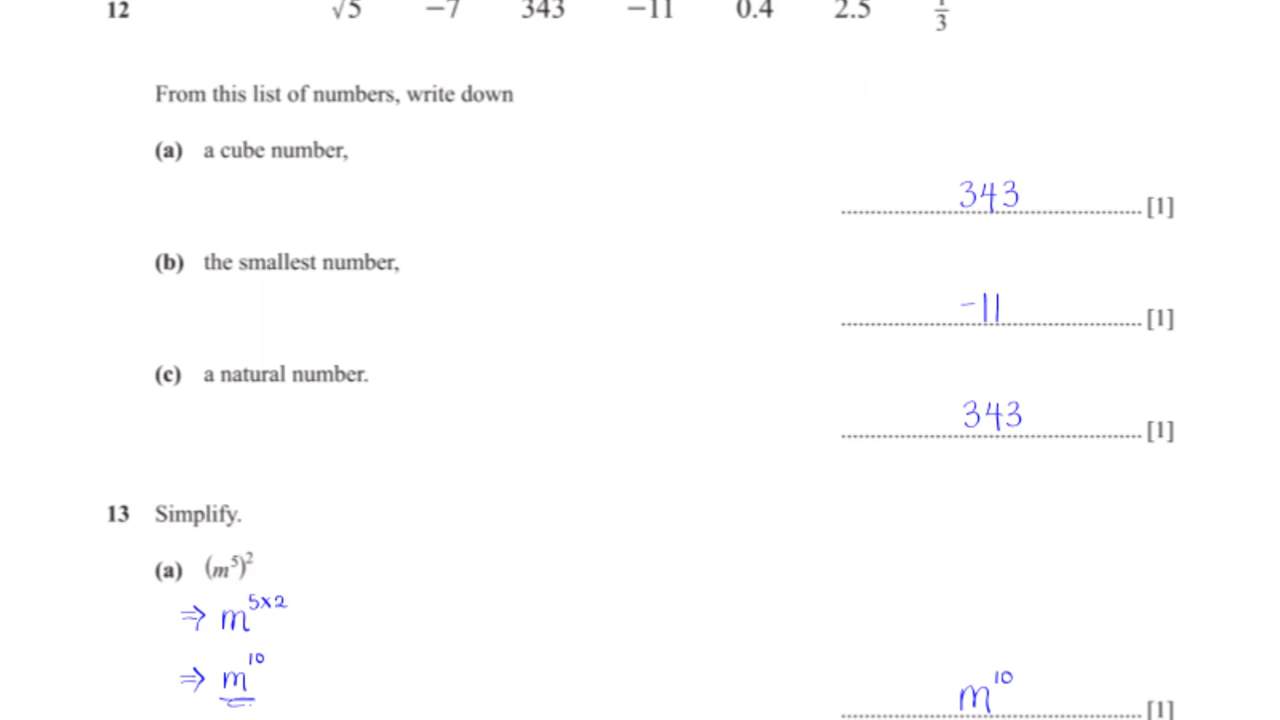 12 √5 −7 343 −11 0.4 2.5 1/3
From this list of numbers, write down
(a) a cube number,
343
[1]
(b) the smallest number,
-11
[1]
(c) a natural number.
343
[1]
13 Simplify.
(a) (m⁵)²
⇒ m⁵ˣ²
⇒ m¹⁰
m¹⁰
[1]